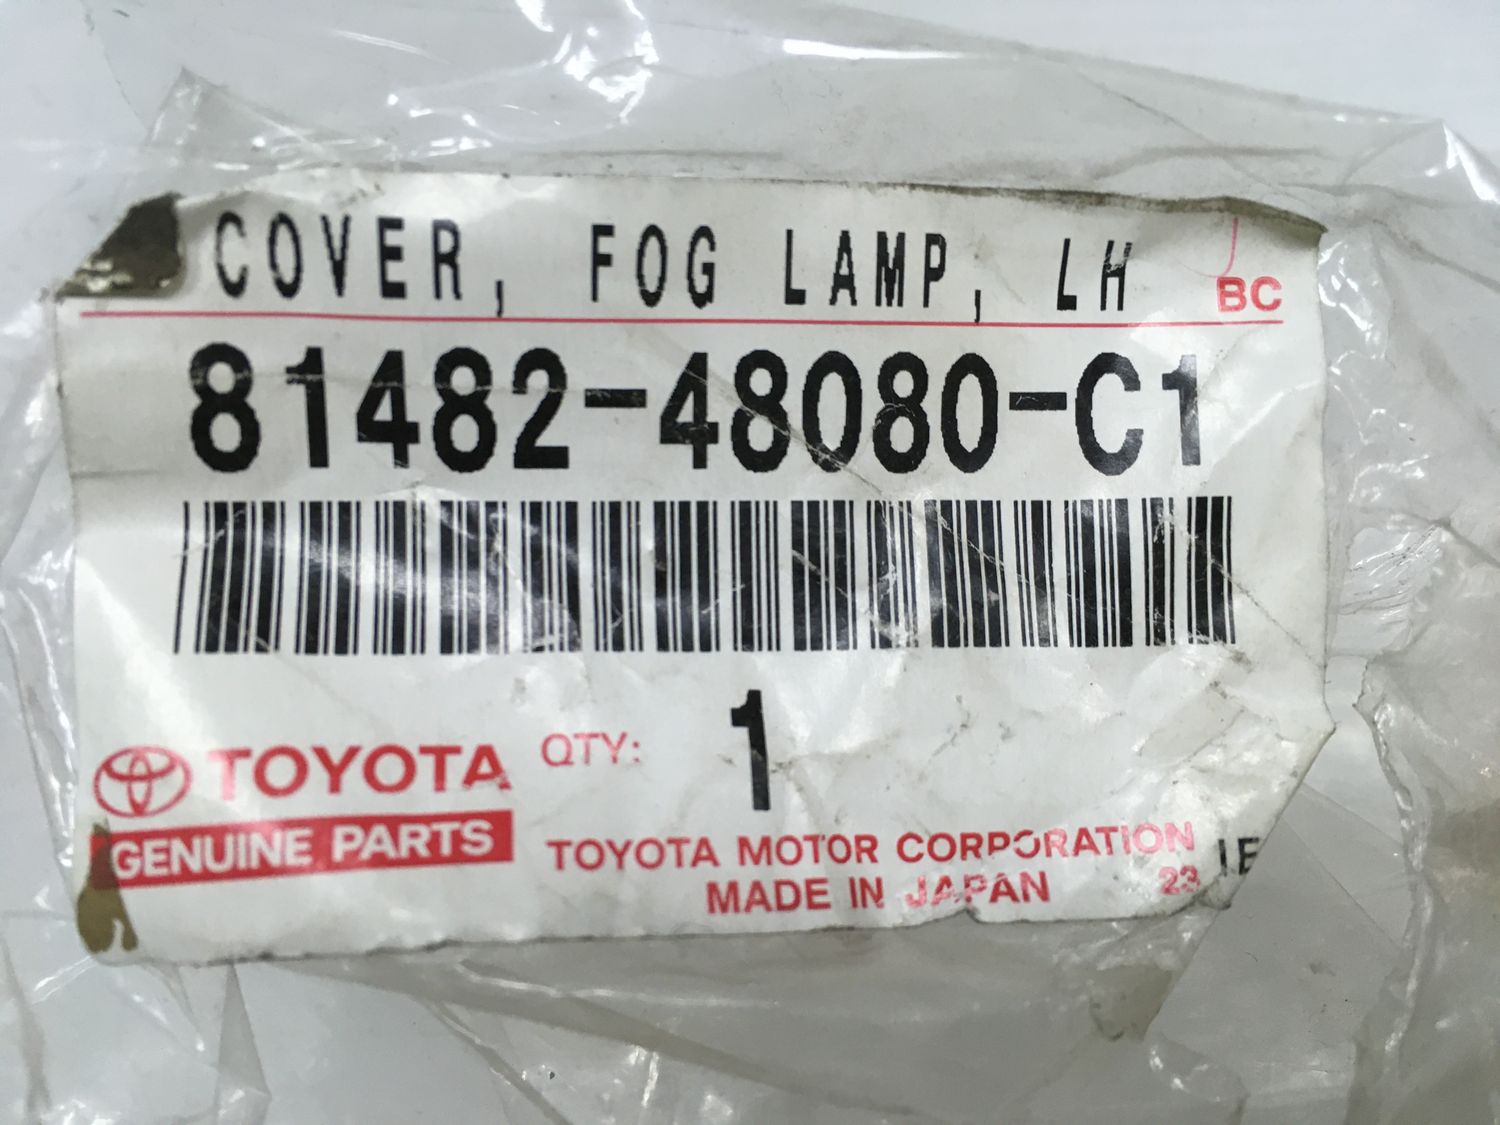 COVER, FOG LAMP, LH BC
81482-48080-C1
QTY: 1
TOYOTA
GENUINE PARTS
TOYOTA MOTOR CORPORATION
MADE IN JAPAN 23